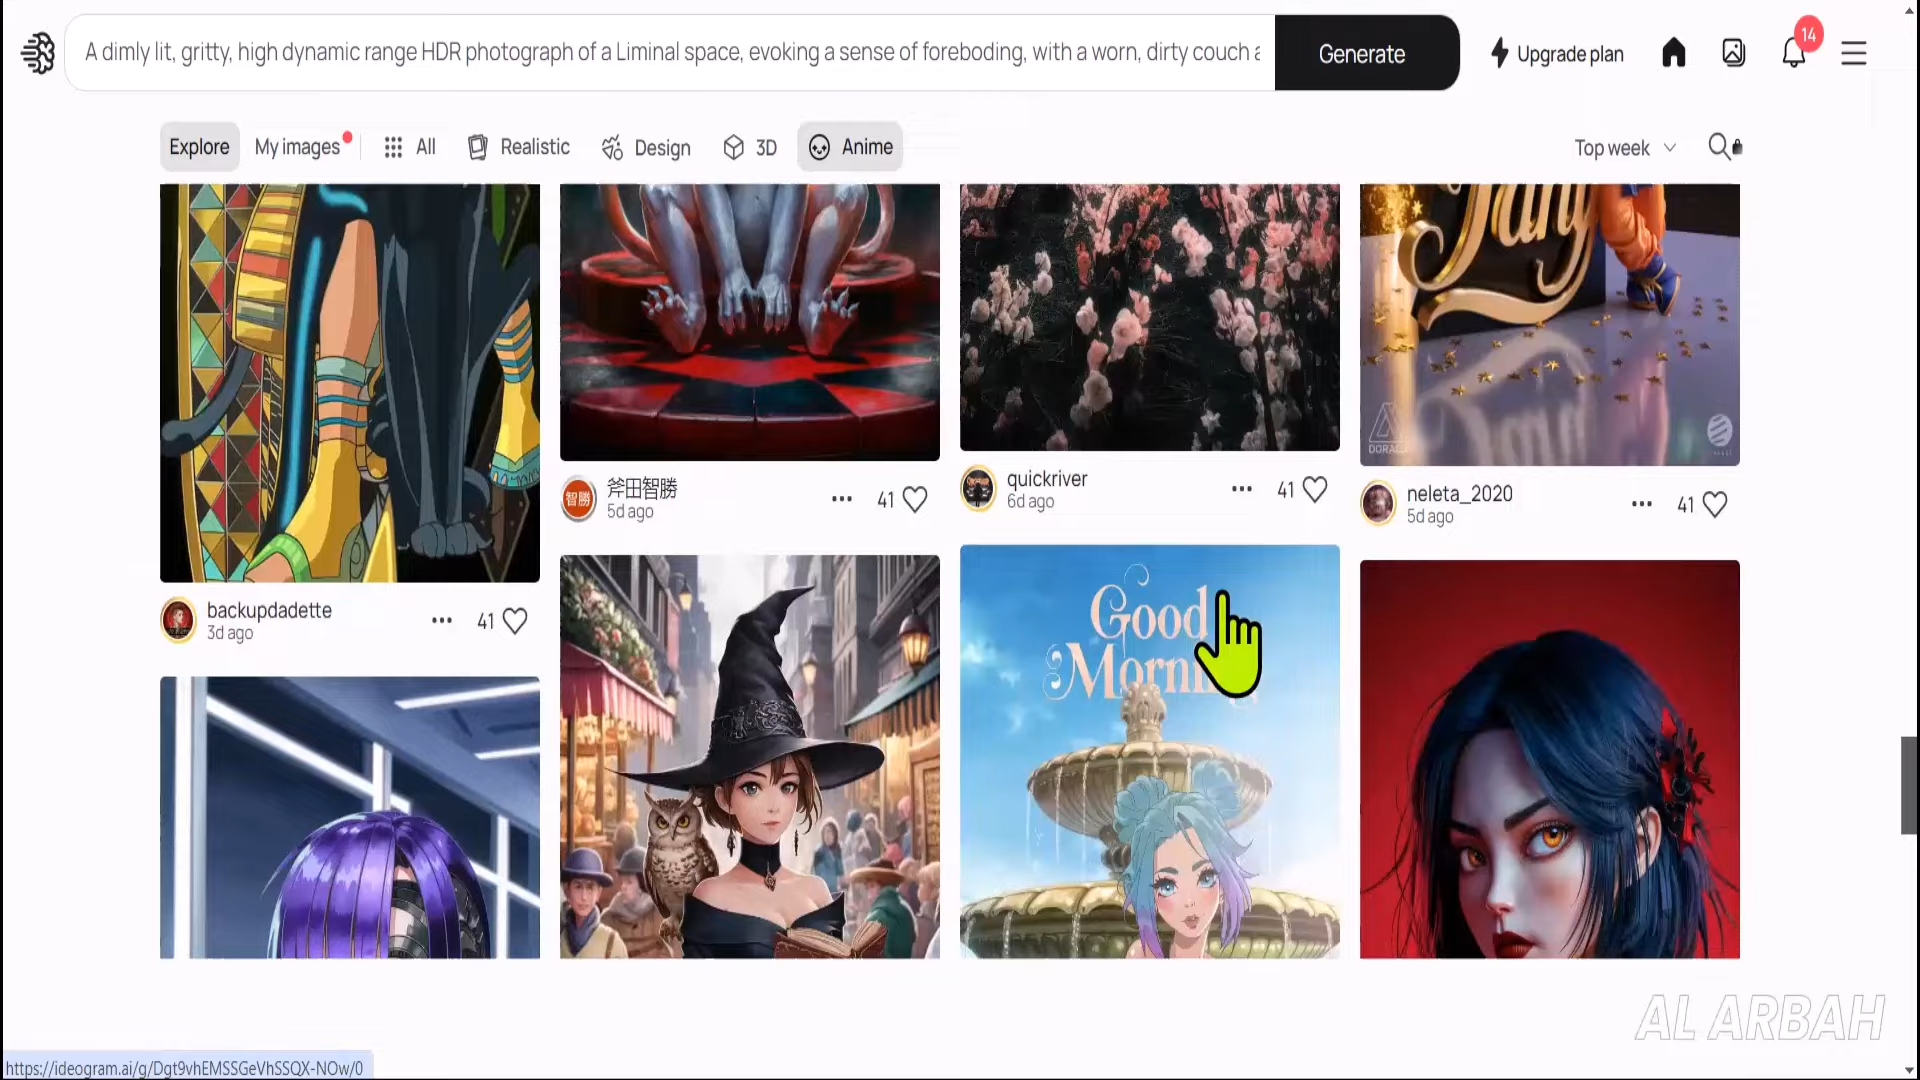 A dimly lit, gritty, high dynamic range HDR photograph of a Liminal space, evoking a sense of foreboding, with a worn, dirty couch a
Generate
Upgrade plan
14
Explore
My images
All
Realistic
Design
3D
Anime
Top week
backupdadette
3d ago
41
智勝
斧田智勝
5d ago
41
quickriver
6d ago
41
neleta_2020
5d ago
41
Good
Morni
AL ARBAH
https://ideogram.ai/g/Dgt9vhEMSSGeVhSSQX-NOw/0